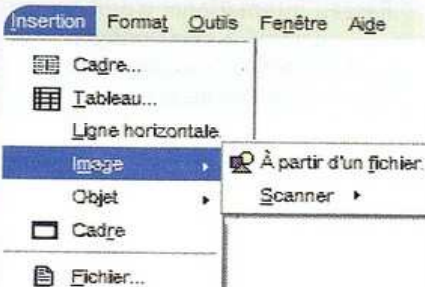 Insertion Format Outils Fenêtre Aide
Cadre...
Tableau...
Ligne horizontale
Image
À partir d'un fichier.
Objet
Scanner
Cadre
Fichier...